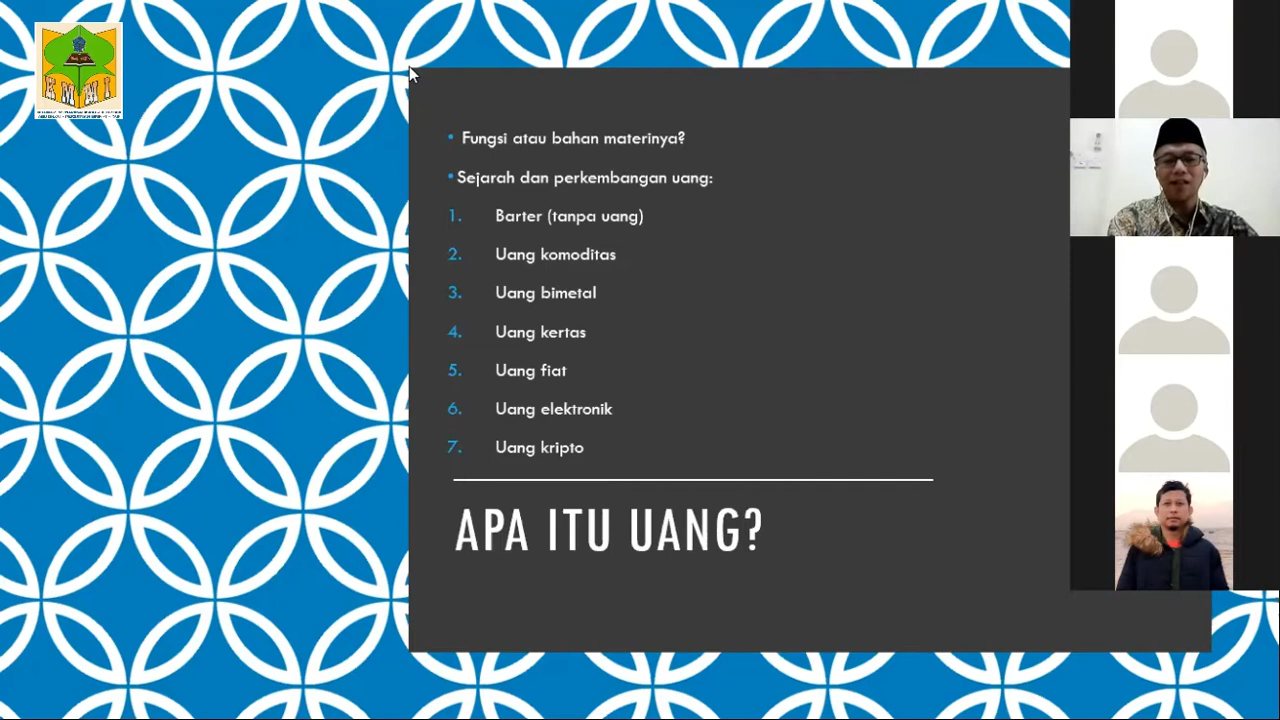 KMMI
• Fungsi atau bahan materinya?
• Sejarah dan perkembangan uang:
1. Barter (tanpa uang)
2. Uang komoditas
3. Uang bimetal
4. Uang kertas
5. Uang fiat
6. Uang elektronik
7. Uang kripto
APA ITU UANG?